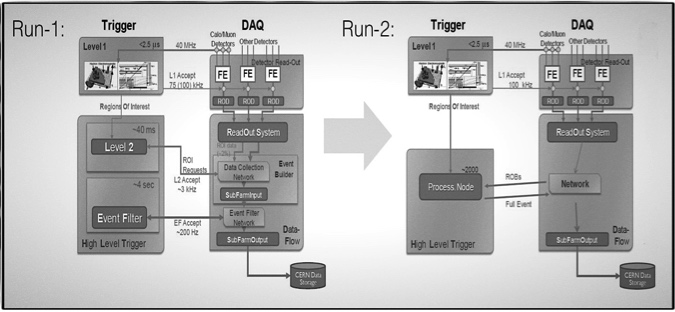 Run-1:
Trigger
DAQ
Level 1
<2.5 µs
40 MHz
Calo/Muon
Detectors
Other Detectors
Detector Read-Out
FE
FE
FE
L1 Accept
75 (100) kHz
ROD
ROD
ROD
Regions Of Interest
~40 ms
Level 2
ReadOut System
ROI data
ROI
Requests
Data Collection
Network
Event
Builder
L2 Accept
~3 kHz
SubFarmInput
~4 sec
Event Filter
Event Filter
Network
EF Accept
~200 Hz
SubFarmOutput
Data-
Flow
High Level Trigger
CERN Data
Storage
Run-2:
Trigger
DAQ
Level 1
<2.5 µs
40 MHz
Calo/Muon
Detectors
Other Detectors
Detector Read-Out
FE
FE
FE
L1 Accept
100 kHz
ROD
ROD
ROD
Regions Of Interest
ReadOut System
~2000
Process Node
ROBs
Network
Full Event
SubFarmOutput
Data-
Flow
High Level Trigger
CERN Data
Storage